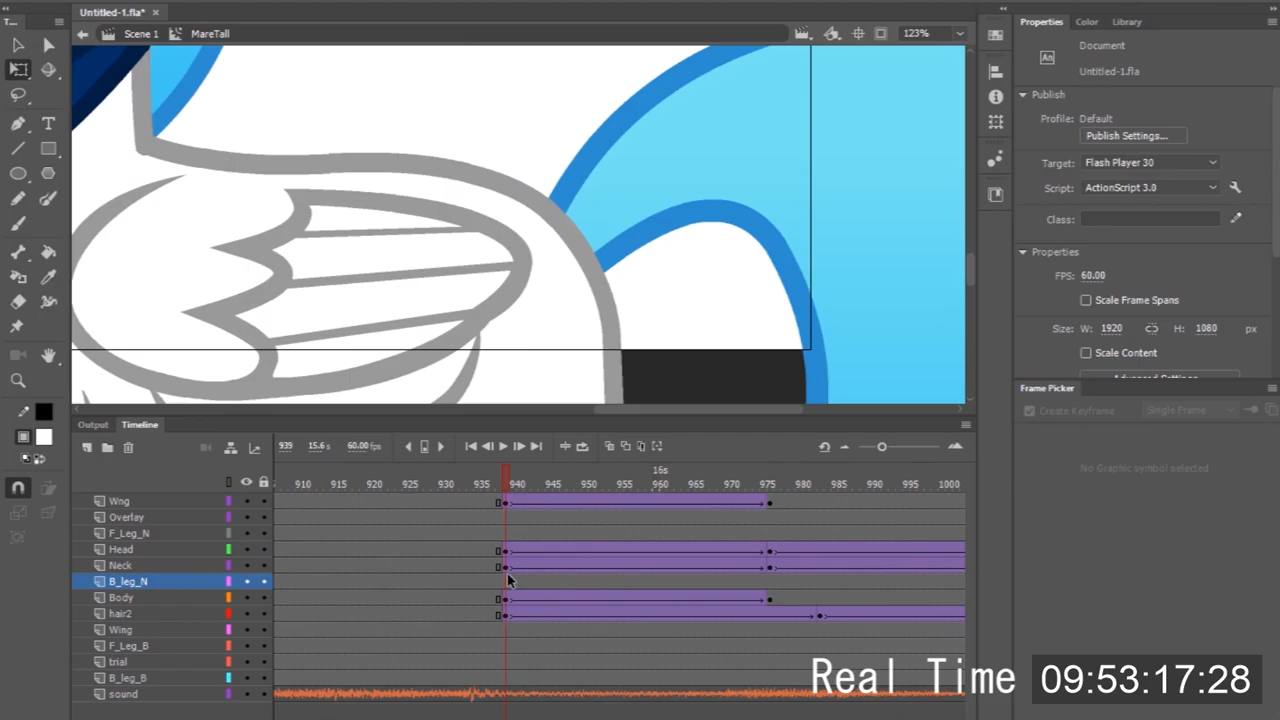 T...
Untitled-1.fla* ×
Scene 1 MareTall 123%
Properties Color Library
An Document
Untitled-1.fla
Publish
Profile: Default
Publish Settings...
Target: Flash Player 30
Script: ActionScript 3.0
Class:
Properties
FPS: 60.00
Scale Frame Spans
Size: W: 1920 H: 1080 px
Scale Content
Advanced Settings...
Frame Picker
Create Keyframe Single Frame
No Graphic symbol selected
Output Timeline
939 15.6 s 60.00 fps
16s
910 915 920 925 930 935 940 945 950 955 960 965 970 975 980 985 990 995 1000
Wng
Overlay
F_Leg_N
Head
Neck
B_leg_N
Body
hair2
Wing
F_Leg_B
trial
B_leg_B
sound
Real Time 09:53:17:28